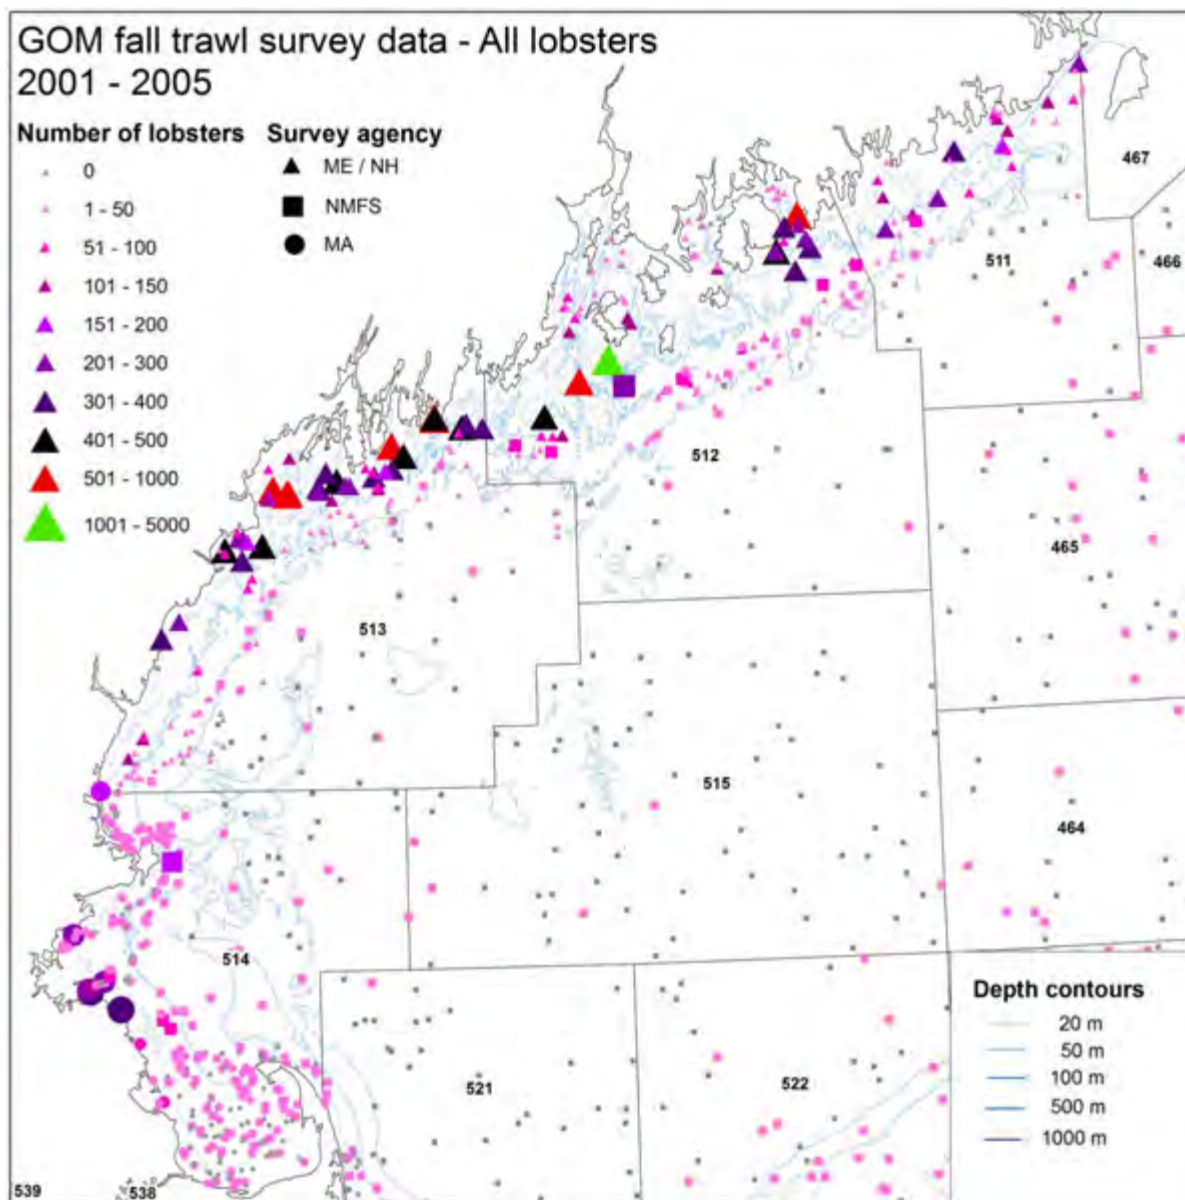 GOM fall trawl survey data - All lobsters
2001 - 2005
Number of lobsters
0
1 - 50
51 - 100
101 - 150
151 - 200
201 - 300
301 - 400
401 - 500
501 - 1000
1001 - 5000
Survey agency
ME / NH
NMFS
MA
467
511
466
512
465
513
515
464
514
521
522
539
538
Depth contours
20 m
50 m
100 m
500 m
1000 m